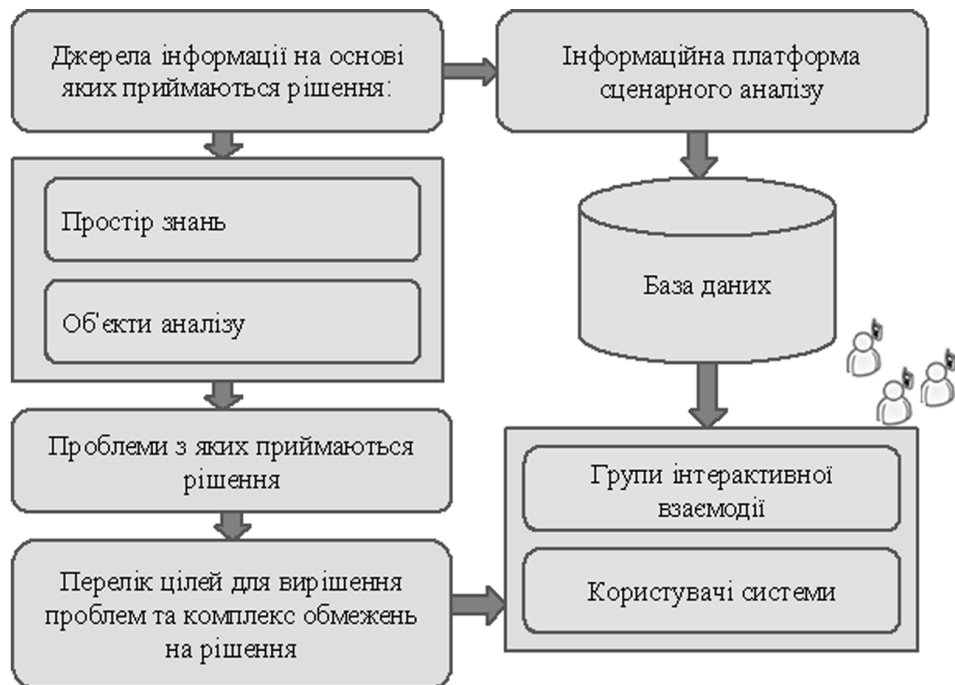 Джерела інформації на основі
яких приймаються рішення:
Інформаційна платформа
сценарного аналізу
Простір знань
Об'єкти аналізу
База даних
Проблеми з яких приймаються
рішення
Групи інтерактивної
взаємодії
Користувачі системи
Перелік цілей для вирішення
проблем та комплекс обмежень
на рішення